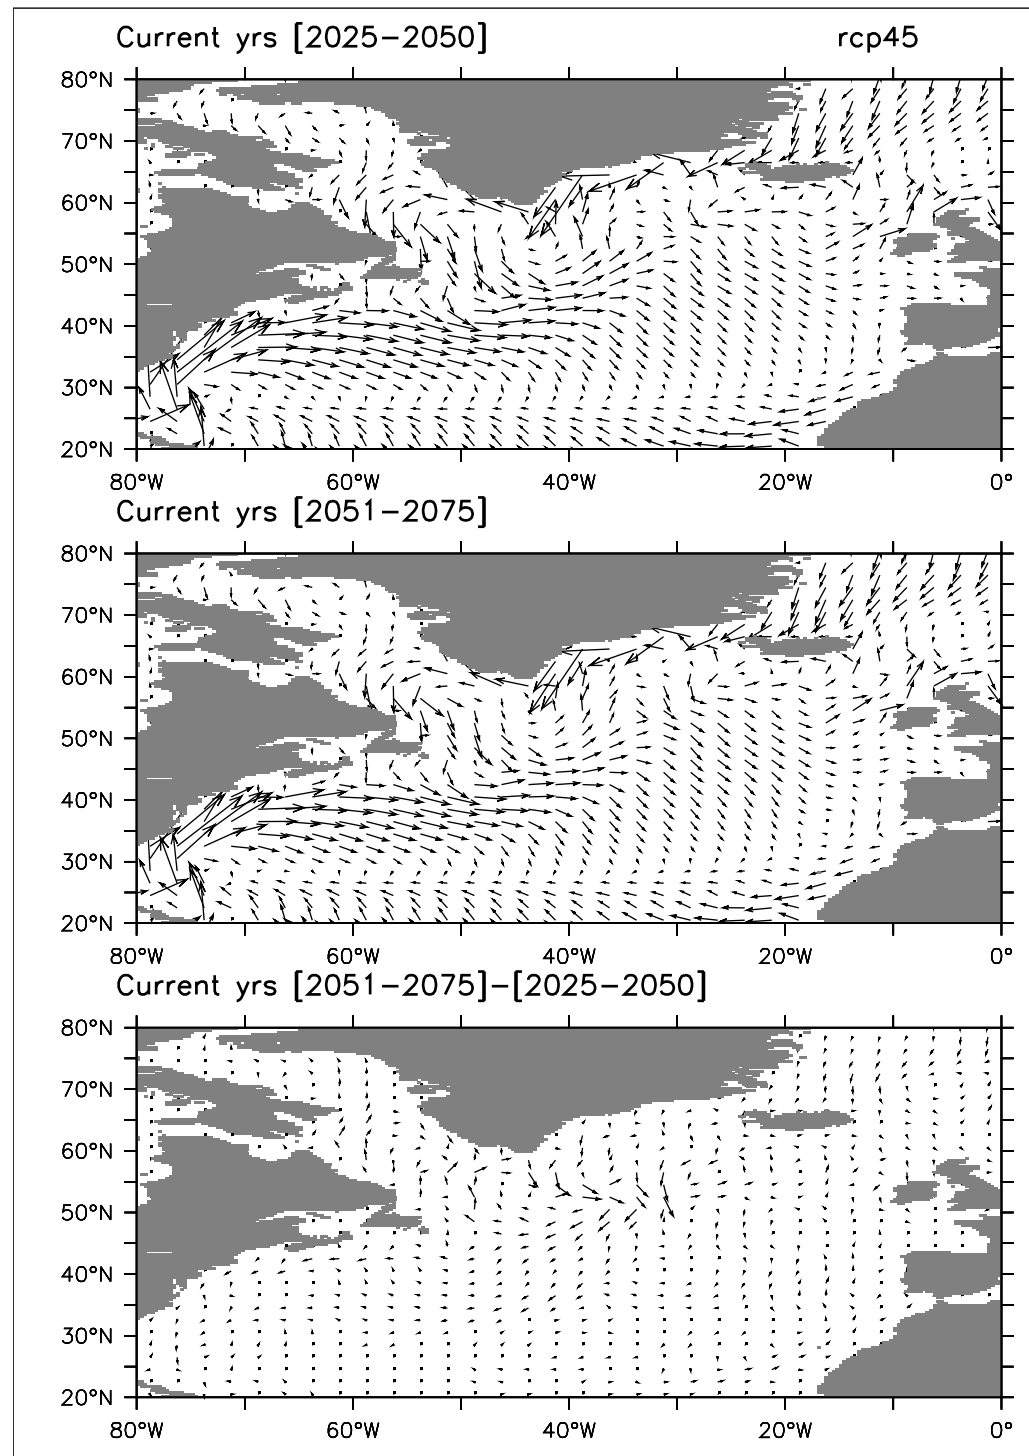 Current yrs [2025-2050] rcp45
80°N
70°N
60°N
50°N
40°N
30°N
20°N
80°W 60°W 40°W 20°W 0°
Current yrs [2051-2075]
80°N
70°N
60°N
50°N
40°N
30°N
20°N
80°W 60°W 40°W 20°W 0°
Current yrs [2051-2075]-[2025-2050]
80°N
70°N
60°N
50°N
40°N
30°N
20°N
80°W 60°W 40°W 20°W 0°